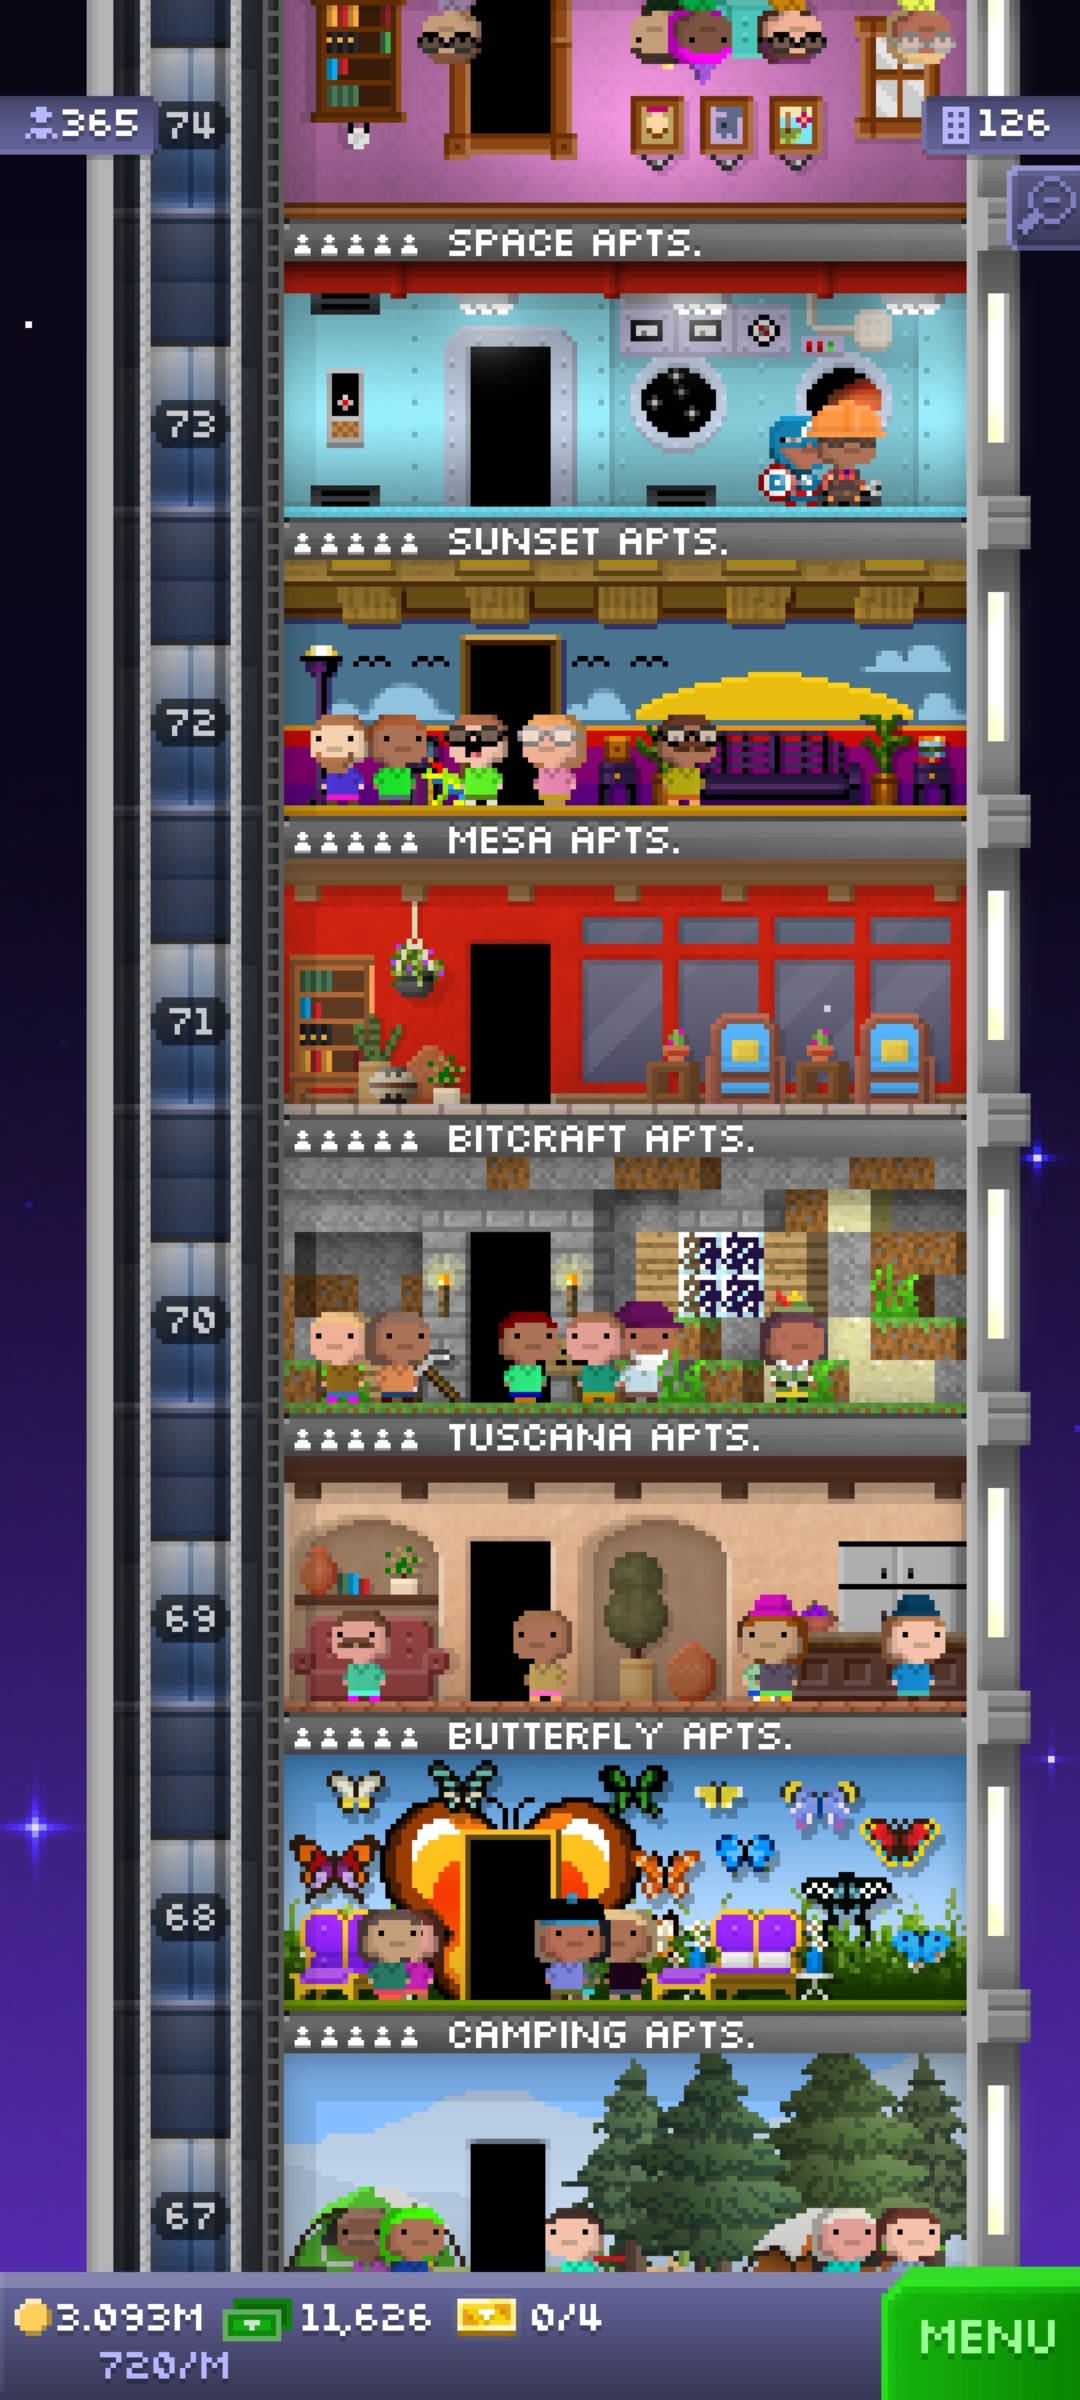 365
74
126
SPACE APTS.
73
SUNSET APTS.
72
MESA APTS.
71
BITCRAFT APTS.
70
TUSCANA APTS.
69
BUTTERFLY APTS.
68
CAMPING APTS.
67
3.093M 11,626 0/4
720/M
MENU